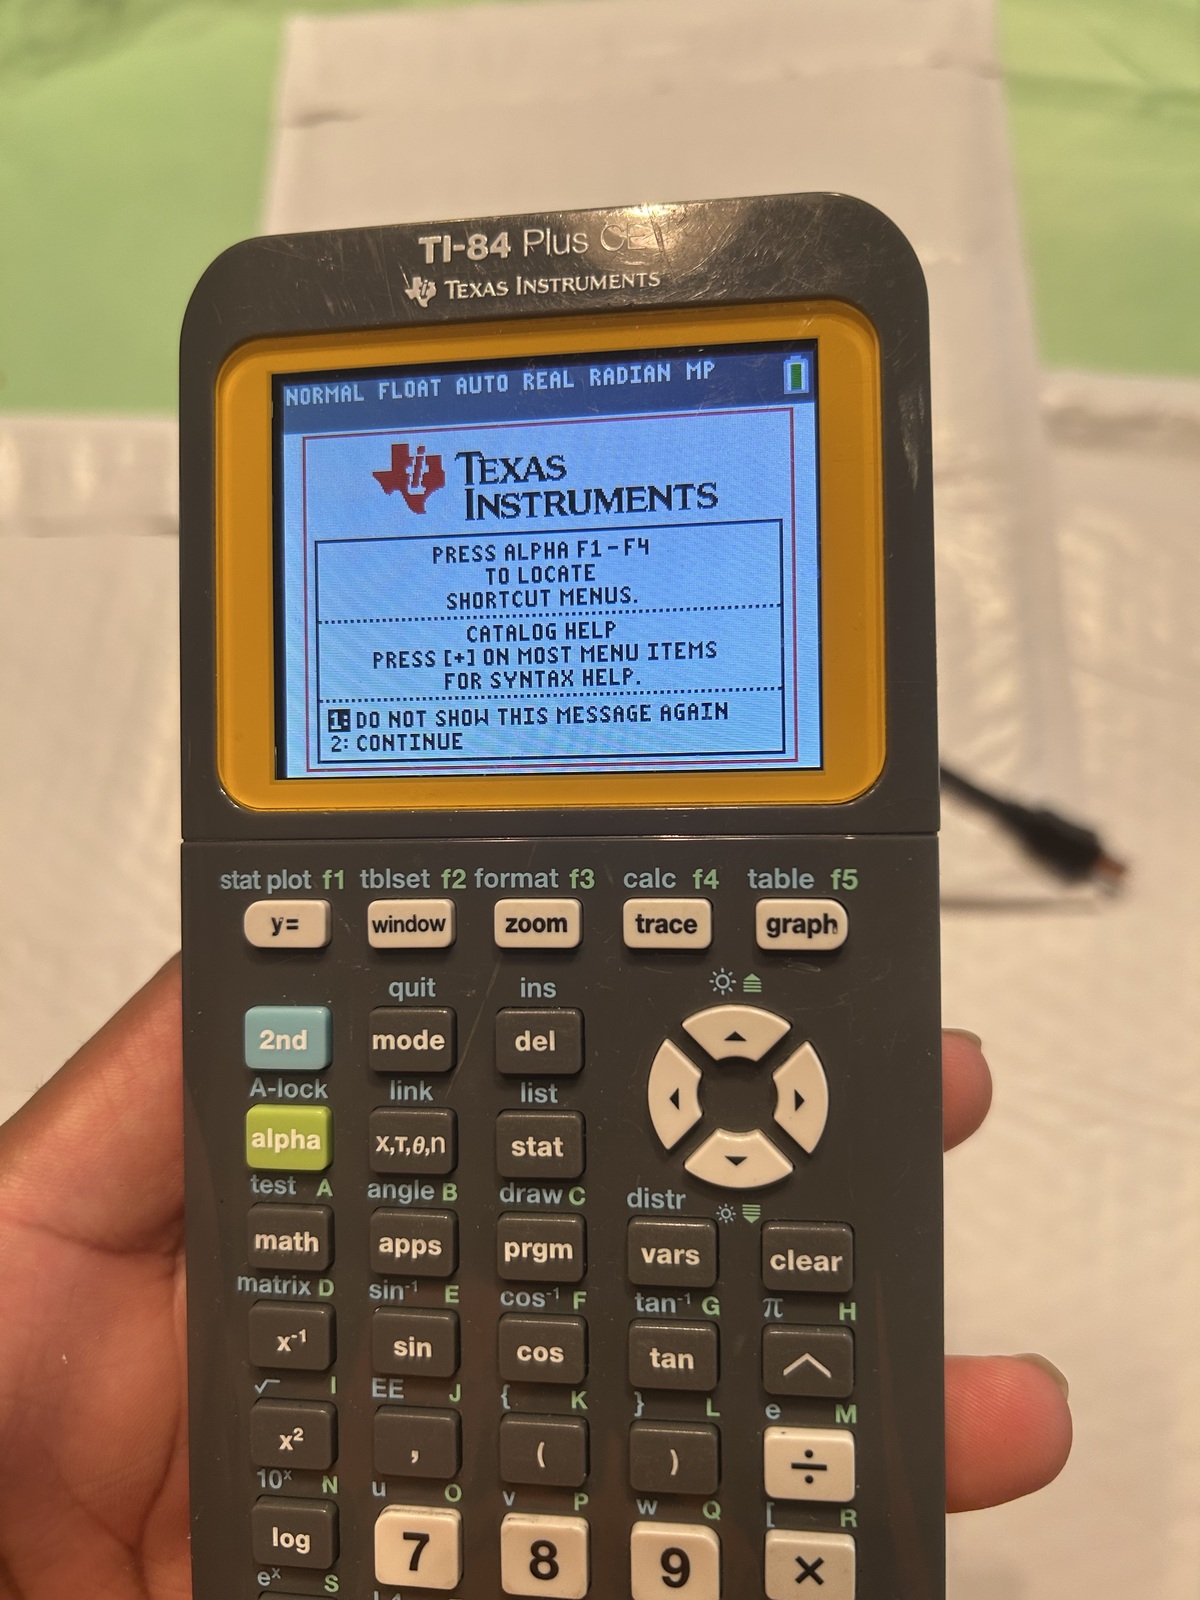 TI-84 Plus CE
TEXAS INSTRUMENTS
NORMAL FLOAT AUTO REAL RADIAN MP
TEXAS
INSTRUMENTS
PRESS ALPHA F1-F4
TO LOCATE
SHORTCUT MENUS.
CATALOG HELP
PRESS [+] ON MOST MENU ITEMS
FOR SYNTAX HELP.
1: DO NOT SHOW THIS MESSAGE AGAIN
2: CONTINUE
stat plot f1 tblset f2 format f3 calc f4 table f5
y= window zoom trace graph
quit ins
2nd mode del
A-lock link list
alpha X,T,θ,n stat
test A angle B draw C distr
math apps prgm vars clear
matrix D sin⁻¹ E cos⁻¹ F tan⁻¹ G π H
x⁻¹ sin cos tan ^
√ I EE J { K } L e M
x² , ( ) ÷
10ˣ N u O v P w Q [ R
log 7 8 9 ×
eˣ S